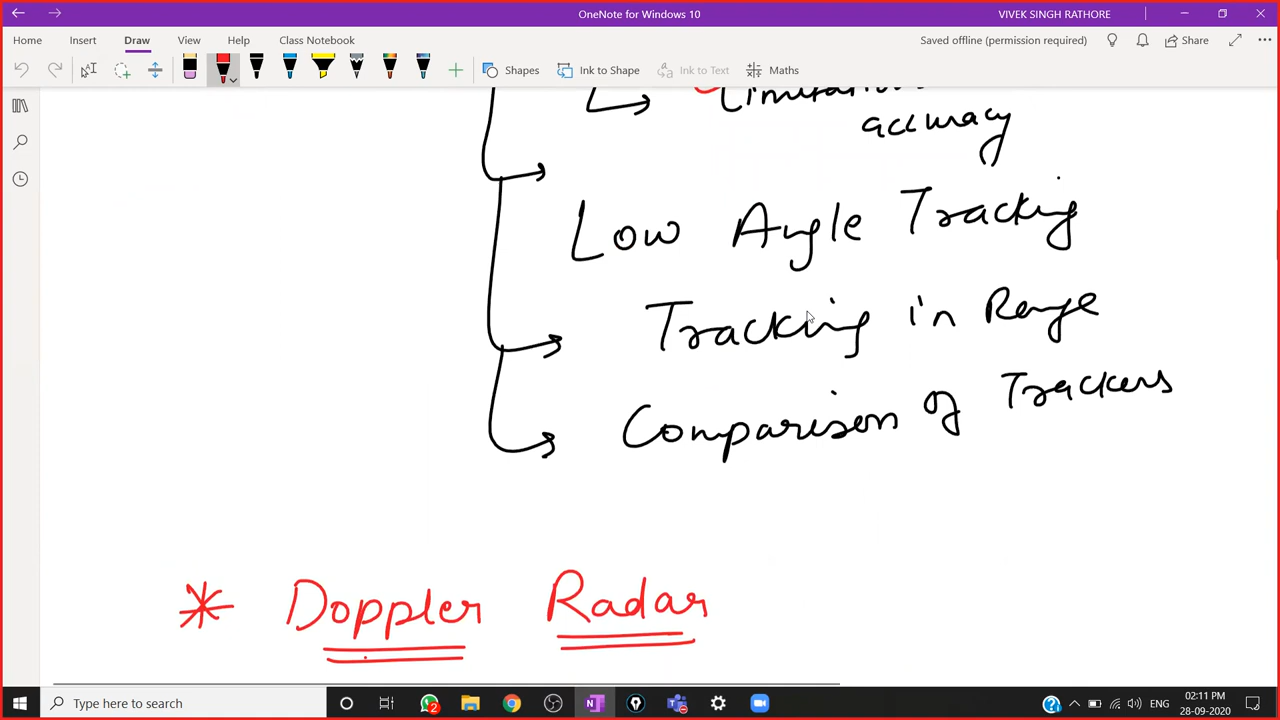 OneNote for Windows 10
VIVEK SINGH RATHORE
Home Insert Draw View Help Class Notebook
Saved offline (permission required)
Share
Shapes
Ink to Shape
Ink to Text
Maths
accuracy
Low Angle Tracking
Tracking in Range
Comparison of Trackers
* Doppler Radar
Type here to search
2
ENG
02:11 PM
28-09-2020